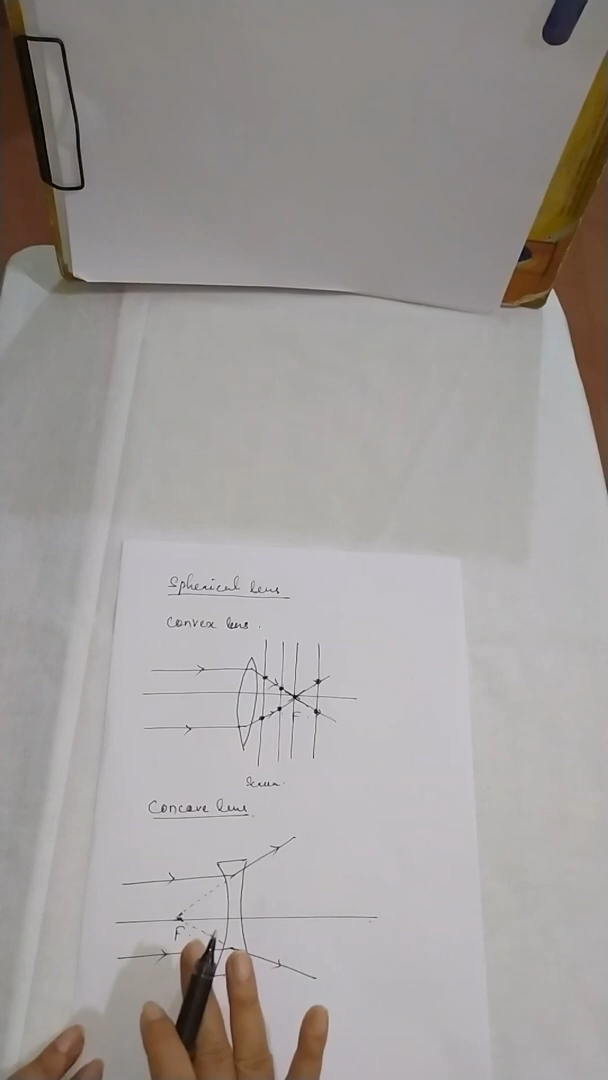 Spherical lens
Convex lens.
F
Screen.
Concave lens.
F